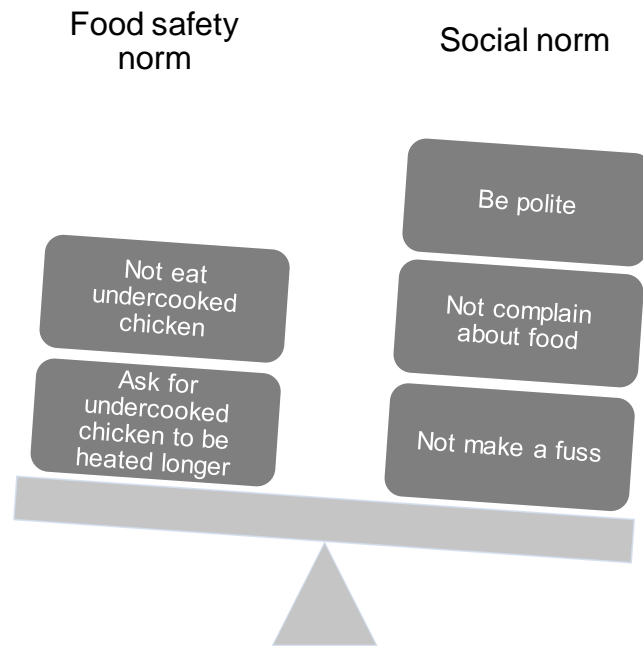 Food safety
norm
Social norm
Be polite
Not eat
undercooked
chicken
Not complain
about food
Ask for
undercooked
chicken to be
heated longer
Not make a fuss